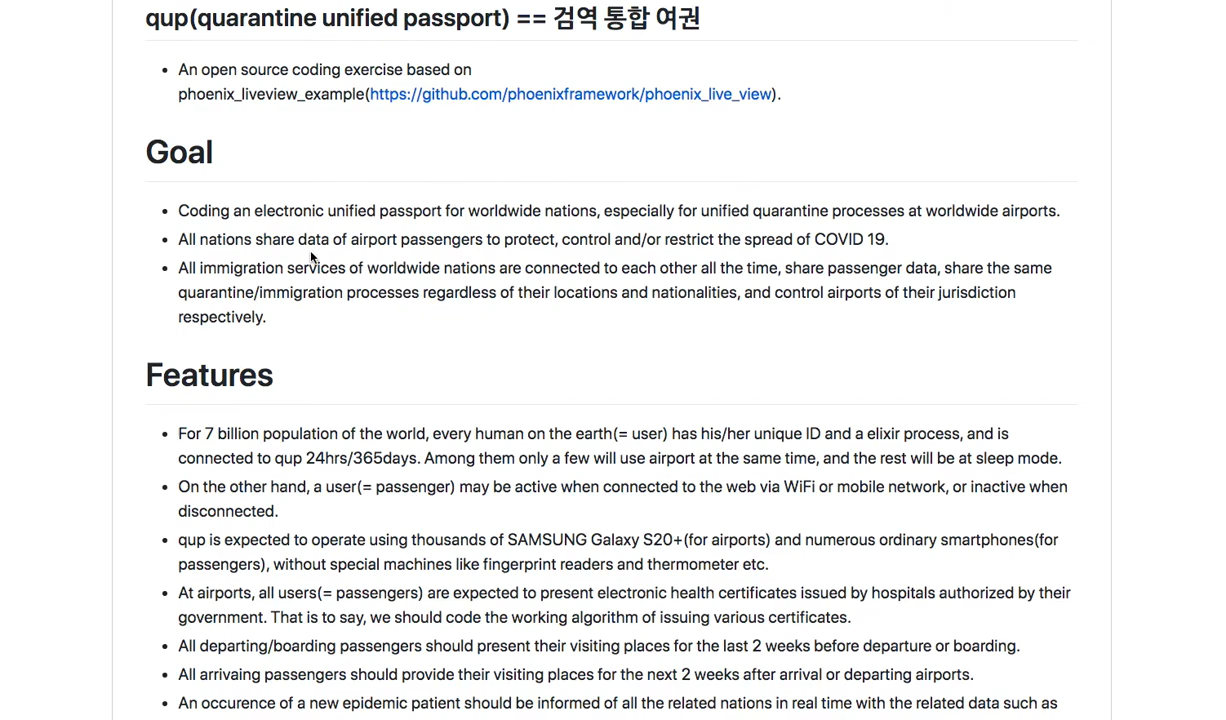 qup(quarantine unified passport) == 검역 통합 여권
An open source coding exercise based on
phoenix_liveview_example(https://github.com/phoenixframework/phoenix_live_view).
Goal
Coding an electronic unified passport for worldwide nations, especially for unified quarantine processes at worldwide airports.
All nations share data of airport passengers to protect, control and/or restrict the spread of COVID 19.
All immigration services of worldwide nations are connected to each other all the time, share passenger data, share the same
quarantine/immigration processes regardless of their locations and nationalities, and control airports of their jurisdiction
respectively.
Features
For 7 billion population of the world, every human on the earth(= user) has his/her unique ID and a elixir process, and is
connected to qup 24hrs/365days. Among them only a few will use airport at the same time, and the rest will be at sleep mode.
On the other hand, a user(= passenger) may be active when connected to the web via WiFi or mobile network, or inactive when
disconnected.
qup is expected to operate using thousands of SAMSUNG Galaxy S20+(for airports) and numerous ordinary smartphones(for
passengers), without special machines like fingerprint readers and thermometer etc.
At airports, all users(= passengers) are expected to present electronic health certificates issued by hospitals authorized by their
government. That is to say, we should code the working algorithm of issuing various certificates.
All departing/boarding passengers should present their visiting places for the last 2 weeks before departure or boarding.
All arrivaing passengers should provide their visiting places for the next 2 weeks after arrival or departing airports.
An occurence of a new epidemic patient should be informed of all the related nations in real time with the related data such as